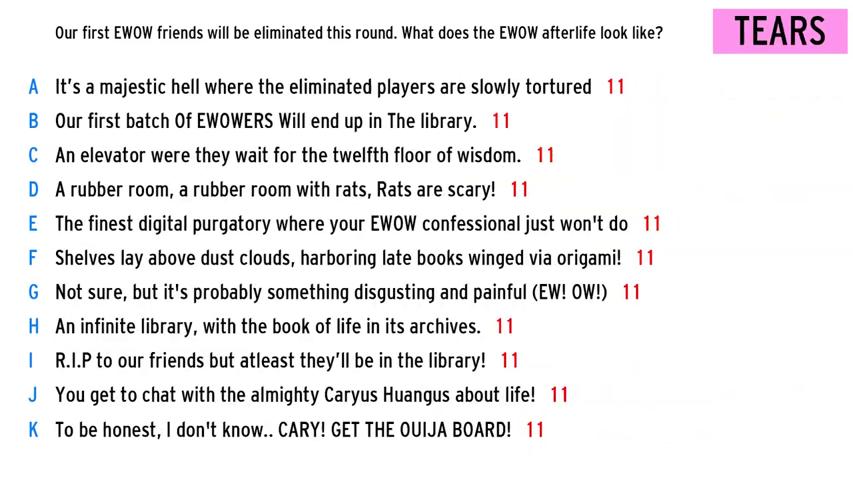 Our first EWOW friends will be eliminated this round. What does the EWOW afterlife look like?
TEARS
A It's a majestic hell where the eliminated players are slowly tortured 11
B Our first batch Of EWOWERS Will end up in The library. 11
C An elevator were they wait for the twelfth floor of wisdom. 11
D A rubber room, a rubber room with rats, Rats are scary! 11
E The finest digital purgatory where your EWOW confessional just won't do 11
F Shelves lay above dust clouds, harboring late books winged via origami! 11
G Not sure, but it's probably something disgusting and painful (EW! OW!) 11
H An infinite library, with the book of life in its archives. 11
I R.I.P to our friends but atleast they'll be in the library! 11
J You get to chat with the almighty Caryus Huangus about life! 11
K To be honest, I don't know.. CARY! GET THE OUIJA BOARD! 11